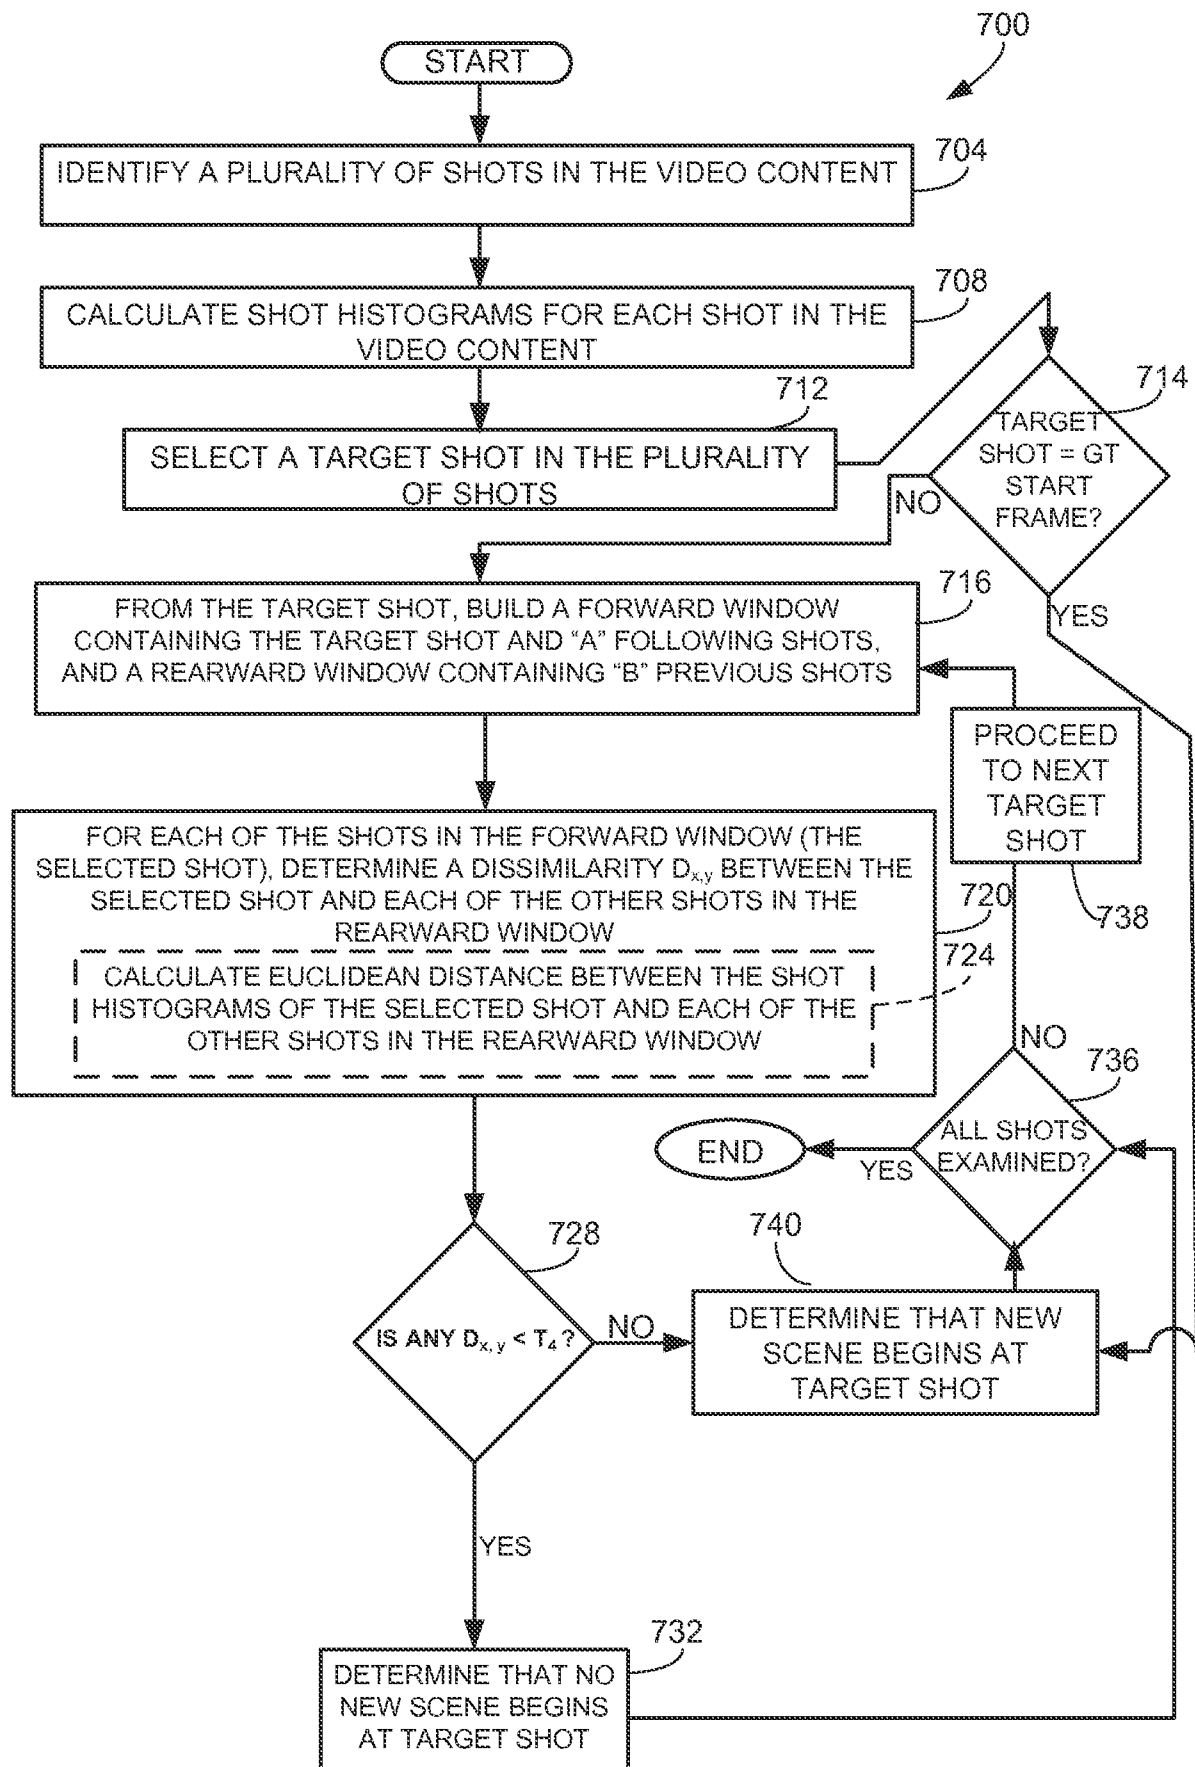 700
START
704
IDENTIFY A PLURALITY OF SHOTS IN THE VIDEO CONTENT
708
CALCULATE SHOT HISTOGRAMS FOR EACH SHOT IN THE
VIDEO CONTENT
712
SELECT A TARGET SHOT IN THE PLURALITY
OF SHOTS
714
TARGET
SHOT = GT
START
FRAME?
NO
YES
716
FROM THE TARGET SHOT, BUILD A FORWARD WINDOW
CONTAINING THE TARGET SHOT AND “A” FOLLOWING SHOTS,
AND A REARWARD WINDOW CONTAINING “B” PREVIOUS SHOTS
PROCEED
TO NEXT
TARGET
SHOT
738
FOR EACH OF THE SHOTS IN THE FORWARD WINDOW (THE
SELECTED SHOT), DETERMINE A DISSIMILARITY Dx,y BETWEEN THE
SELECTED SHOT AND EACH OF THE OTHER SHOTS IN THE
REARWARD WINDOW
720
724
CALCULATE EUCLIDEAN DISTANCE BETWEEN THE SHOT
HISTOGRAMS OF THE SELECTED SHOT AND EACH OF THE
OTHER SHOTS IN THE REARWARD WINDOW
NO
736
ALL SHOTS
EXAMINED?
YES
END
728
IS ANY Dx, y < T4?
NO
740
DETERMINE THAT NEW
SCENE BEGINS AT
TARGET SHOT
YES
732
DETERMINE THAT NO
NEW SCENE BEGINS
AT TARGET SHOT